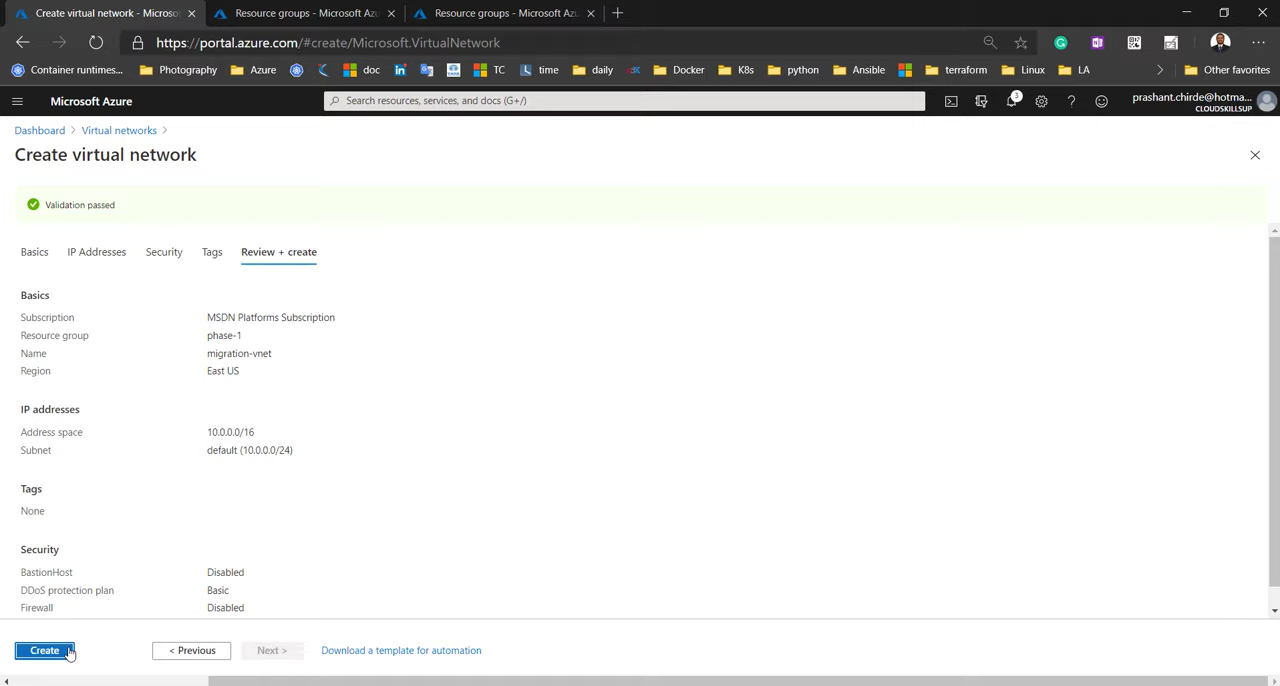 Create virtual network - Microso
Resource groups - Microsoft Azu
Resource groups - Microsoft Azu
https://portal.azure.com/#create/Microsoft.VirtualNetwork
Container runtimes...
Photography
Azure
doc
TC
time
daily
Docker
K8s
python
Ansible
terraform
Linux
LA
Other favorites
Microsoft Azure
Search resources, services, and docs (G+/)
3
prashant.chirde@hotma...
CLOUDSKILLSUP
Dashboard > Virtual networks >
Create virtual network
Validation passed
Basics IP Addresses Security Tags Review + create
Basics
Subscription MSDN Platforms Subscription
Resource group phase-1
Name migration-vnet
Region East US
IP addresses
Address space 10.0.0.0/16
Subnet default (10.0.0.0/24)
Tags
None
Security
BastionHost Disabled
DDoS protection plan Basic
Firewall Disabled
Create
< Previous
Next >
Download a template for automation